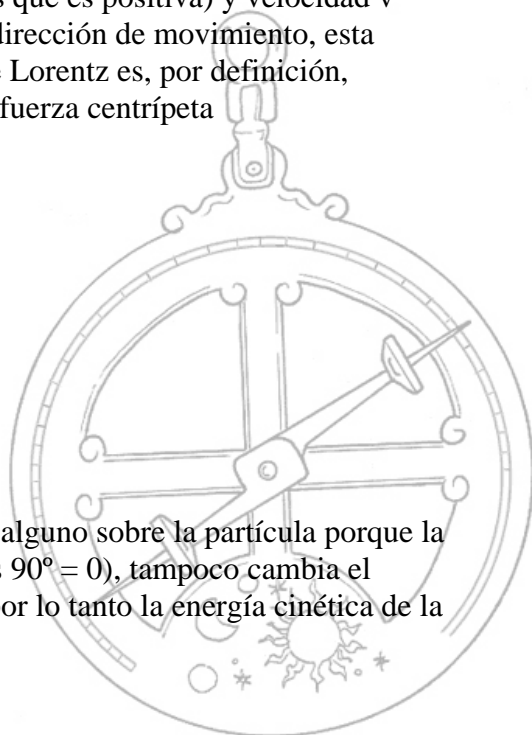 s que es positiva) y velocidad v
dirección de movimiento, esta
Lorentz es, por definición,
fuerza centrípeta
alguno sobre la partícula porque la
90º = 0), tampoco cambia el
por lo tanto la energía cinética de la